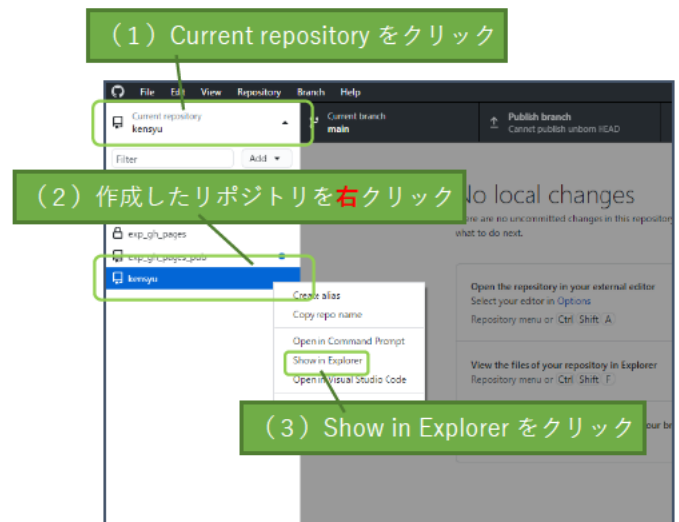 (1)Current repository をクリック
File Edit View Repository Branch Help
Current repository
kensyu
Current branch
main
Publish branch
Cannot publish unborn HEAD
Filter
Add
(2)作成したリポジトリを右クリック
No local changes
There are no uncommitted changes in this repository
what to do next.
exp_gh_pages
exp_gh_pages_pub
kensyu
Create alias
Copy repo name
Open in Command Prompt
Show in Explorer
Open in Visual Studio Code
Open the repository in your external editor
Select your editor in Options
Repository menu or Ctrl Shift A
View the files of your repository in Explorer
Repository menu or Ctrl Shift F
(3)Show in Explorer をクリック
our br